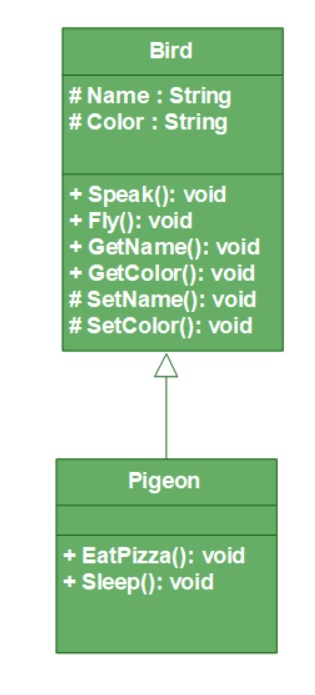 Bird
# Name : String
# Color : String
+ Speak(): void
+ Fly(): void
+ GetName(): void
+ GetColor(): void
# SetName(): void
# SetColor(): void
Pigeon
+ EatPizza(): void
+ Sleep(): void